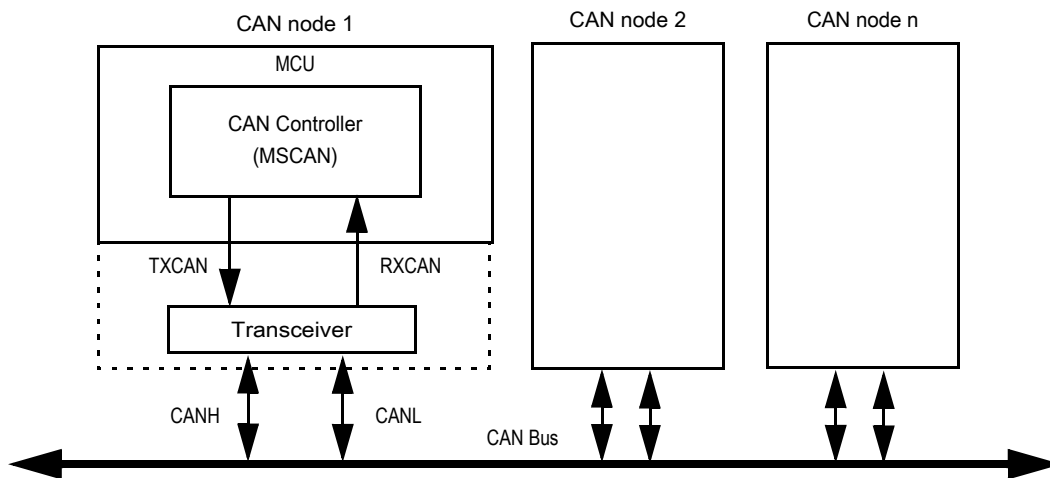 CAN node 1
CAN node 2
CAN node n
MCU
CAN Controller
(MSCAN)
TXCAN
RXCAN
Transceiver
CANH
CANL
CAN Bus